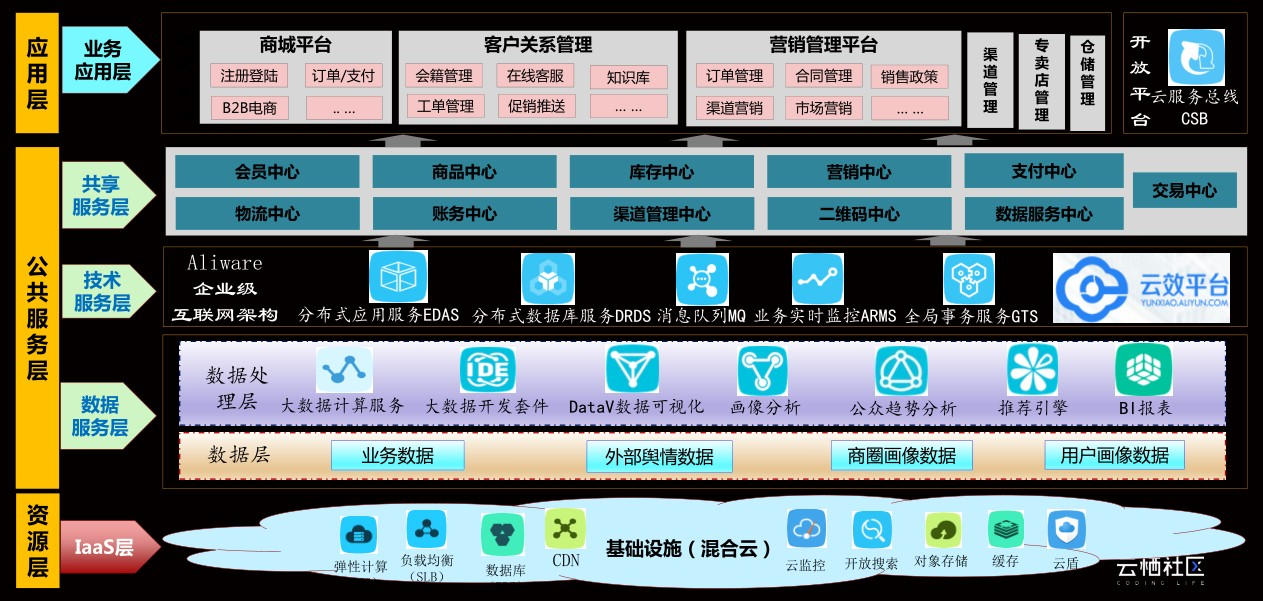 应用层
业务
应用层
商城平台
注册登陆
订单/支付
B2B电商
.. ...
客户关系管理
会籍管理
在线客服
知识库
工单管理
促销推送
... ...
营销管理平台
订单管理
合同管理
销售政策
渠道营销
市场营销
... ...
渠道管理
专卖店管理
仓储管理
开放平台
云服务总线
CSB
公共服务层
共享
服务层
会员中心
商品中心
库存中心
营销中心
支付中心
交易中心
物流中心
账务中心
渠道管理中心
二维码中心
数据服务中心
技术
服务层
Aliware
企业级
互联网架构
分布式应用服务EDAS
分布式数据库服务DRDS
消息队列MQ
业务实时监控ARMS
全局事务服务GTS
云效平台
YUNXIAO.ALIYUN.COM
数据
服务层
数据处
理层
大数据计算服务
IDE
大数据开发套件
DataV数据可视化
画像分析
公众趋势分析
推荐引擎
BI报表
数据层
业务数据
外部舆情数据
商圈画像数据
用户画像数据
资源层
IaaS层
弹性计算
负载均衡
（SLB）
数据库
CDN
基础设施（混合云）
云监控
开放搜索
对象存储
缓存
云盾
云栖社区
CODING LIFE